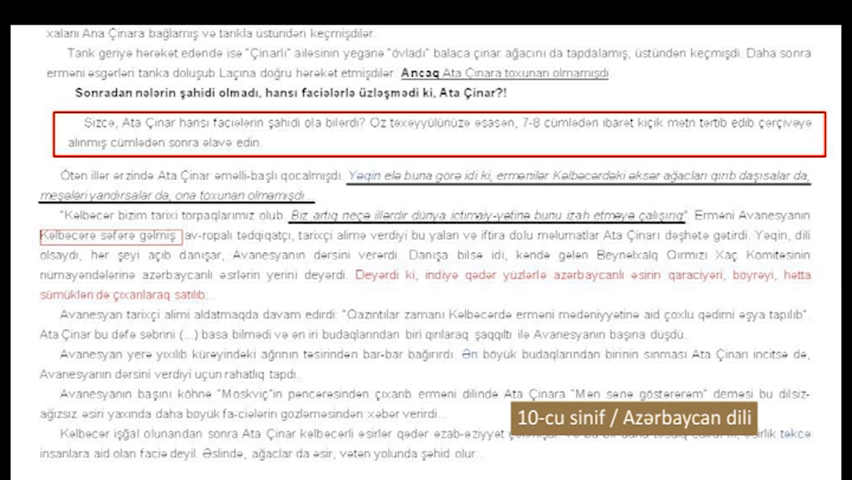 xalanı Ana Çınara bağlamış və tankla üstündən keçmişdilər.
Tank geriyə hərəkət edəndə isə "Çinarlı" ailəsinin yeganə "övladı" balaca çinar ağacını da tapdalamış, üstündən keçmişdi. Daha sonra
erməni əsgərləri tanka doluşub Laçına doğru hərəkət etmişdilər. Ancaq Ata Çınara toxunan olmamışdı.
Sonradan nələrin şahidi olmadı, hansı faciələrlə üzləşmədi ki, Ata Çinar?!
Sizcə, Ata Çinar hansı faciələrin şahidi ola bilərdi? Öz təxəyyülünüzə əsasən, 7-8 cümlədən ibarət kiçik mətn tərtib edib çərçivəyə
alınmış cümlədən sonra əlavə edin.
Ötən illər ərzində Ata Çinar əməlli-başlı qocalmışdı. Yəqin elə buna görə idi ki, ermənilər Kəlbəcərdəki əksər ağacları qırıb daşısalar da,
meşələri yandırsalar da, ona toxunan olmamışdı...
"Kəlbəcər bizim tarixi torpaqlarımız olub. Biz artıq neçə illərdir dünya ictimaiy-yətinə bunu izah etməyə çalışırıq". Erməni Avanesyanın
Kəlbəcərə səfərə gəlmiş av-ropalı tədqiqatçı, tarixçi alimə verdiyi bu yalan və iftira dolu məlumatlar Ata Çınarı dəhşətə gətirdi. Yəqin, dili
olsaydı, hər şeyi açıb danışar, Avanesyanın dərsini verərdi. Danışa bilsə idi, kəndə gələn Beynəlxalq Qırmızı Xaç Komitəsinin
nümayəndələrinə azərbaycanlı əsirlərin yerini deyərdi. Deyərdi ki, indiyə qədər yüzlərlə azərbaycanlı əsirin qaraciyəri, böyrəyi, hətta
sümükləri də çıxarılaraq satılıb...
Avanesyan tarixçi alimi aldatmaqda davam edirdi: "Qazıntılar zamanı Kəlbəcərdə erməni mədəniyyətinə aid çoxlu qədimi əşya tapılıb".
Ata Çinar bu dəfə səbrini (...) basa bilmədi və ən iri budaqlarından biri qırılaraq şaqqıltı ilə Avanesyanın başına düşdü.
Avanesyan yerə yıxılıb kürəyindəki ağrının təsirindən bar-bar bağırırdı. Ən böyük budaqlarından birinin sınması Ata Çınarı incitsə də,
Avanesyanın dərsini verdiyi üçün rahatlıq tapdı.
Avanesyanın başını köhnə "Moskviç"in pəncərəsindən çıxarıb erməni dilində Ata Çınara "Mən sənə göstərərəm" deməsi bu dilsiz-
ağızsız əsiri yaxında daha böyük fa-ciələrin gözləməsindən xəbər verirdi...
10-cu sinif / Azərbaycan dili
Kəlbəcər işğal olunandan sonra Ata Çinar kəlbəcərli əsirlər qədər əzab-əziyyət təkcə
insanlara aid olan faciə deyil. Əslində, ağaclar da əsir, vətən yolunda şəhid olur...